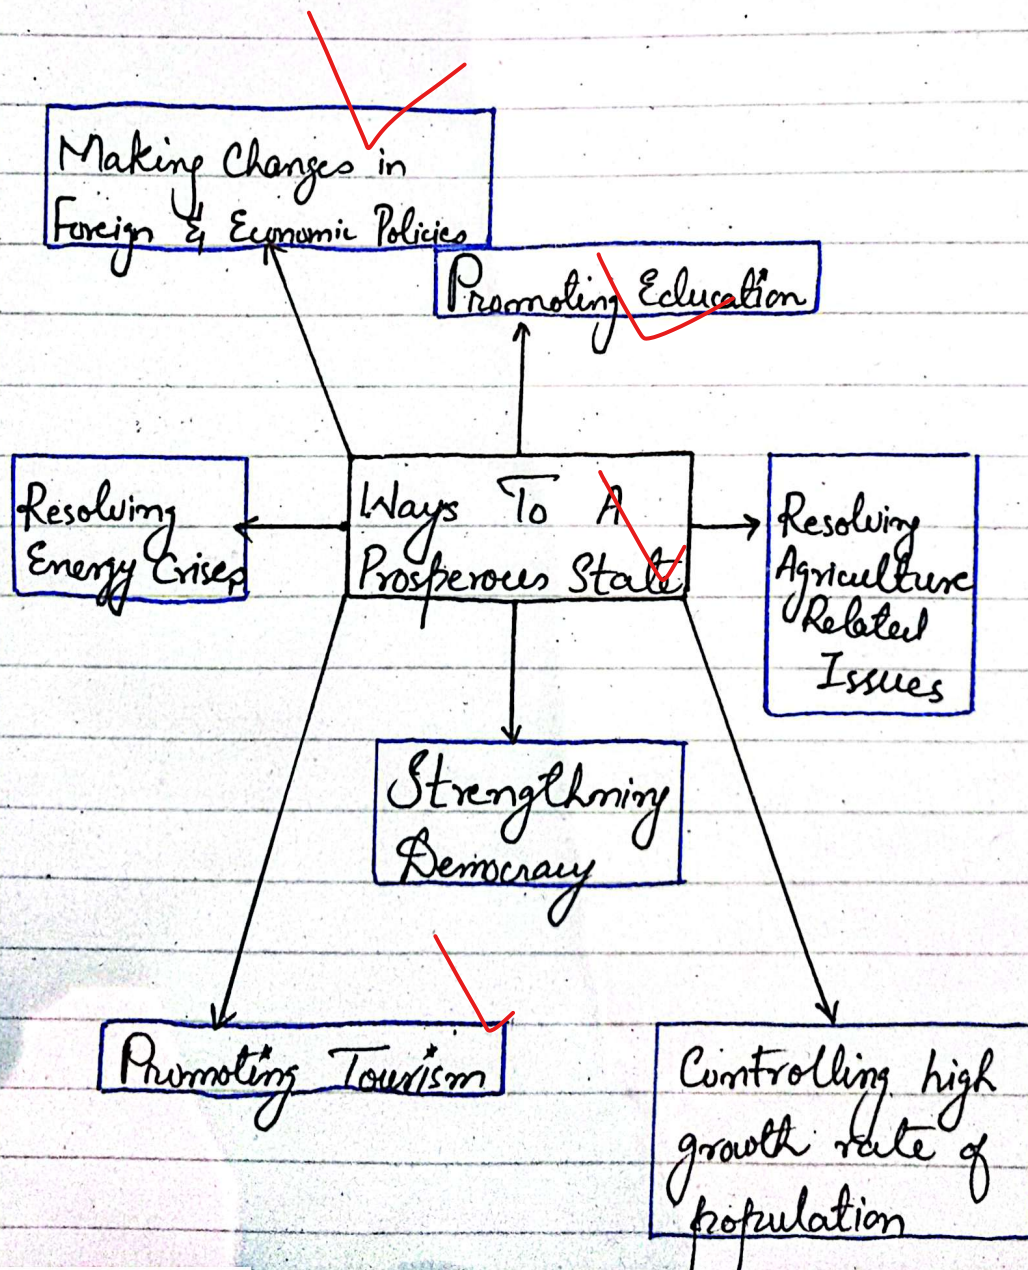 Making Changes in
Foreign & Economic Policies
Promoting Education
Resolving
Energy Crises
Ways To A
Prosperous State
Resolving
Agriculture
Related
Issues
Strengthning
Democracy
Promoting Tourism
Controlling high
growth rate of
population